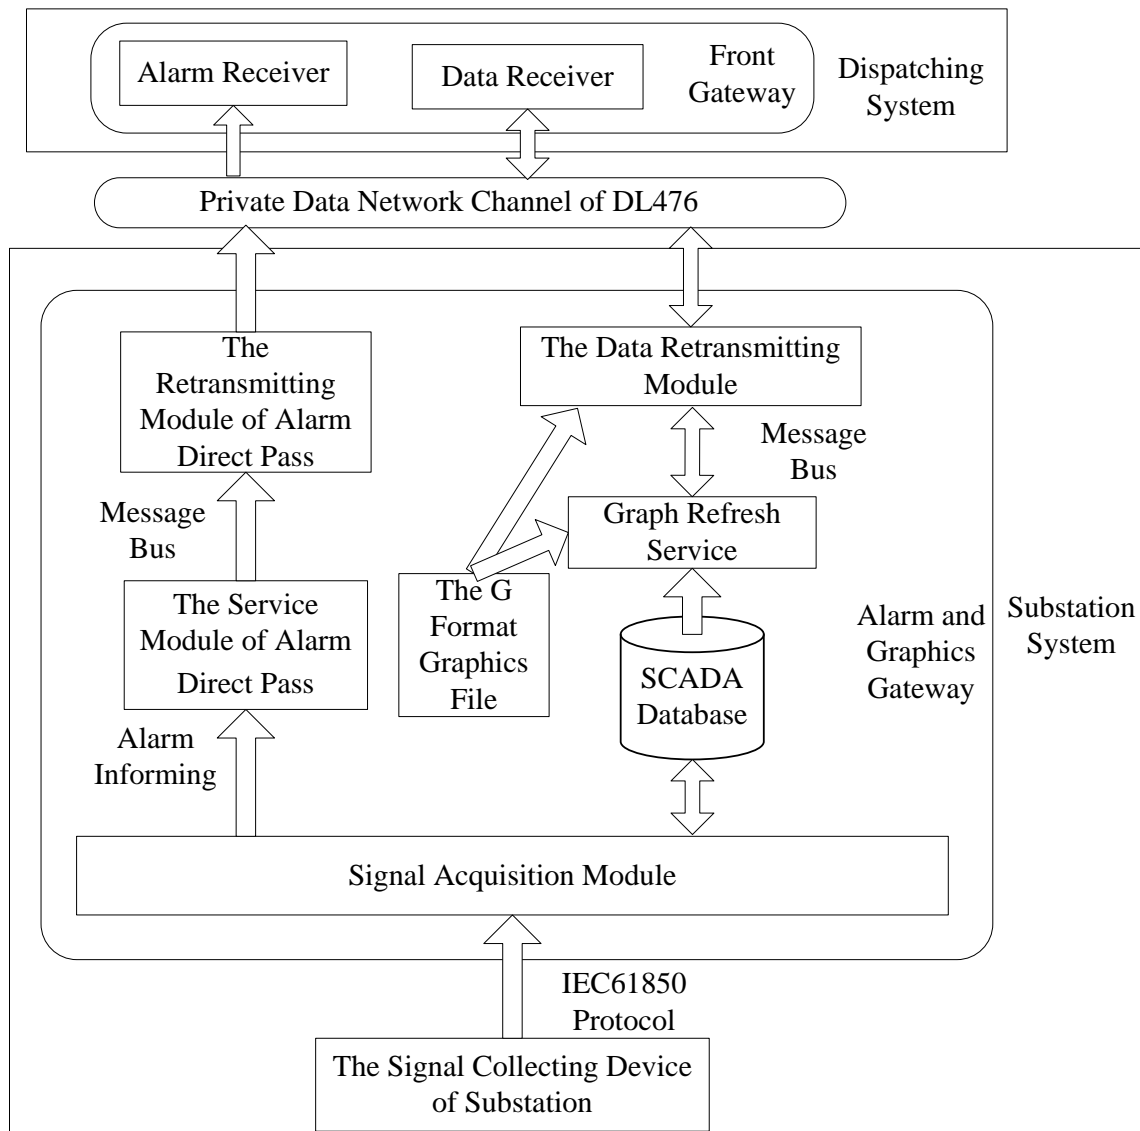 Alarm Receiver
Data Receiver
Front
Gateway
Dispatching
System
Private Data Network Channel of DL476
The
Retransmitting
Module of Alarm
Direct Pass
The Data Retransmitting
Module
Message
Bus
Message
Bus
Graph Refresh
Service
The Service
Module of Alarm
Direct Pass
The G
Format
Graphics
File
SCADA
Database
Alarm and
Graphics
Gateway
Substation
System
Alarm
Informing
Signal Acquisition Module
IEC61850
Protocol
The Signal Collecting Device
of Substation